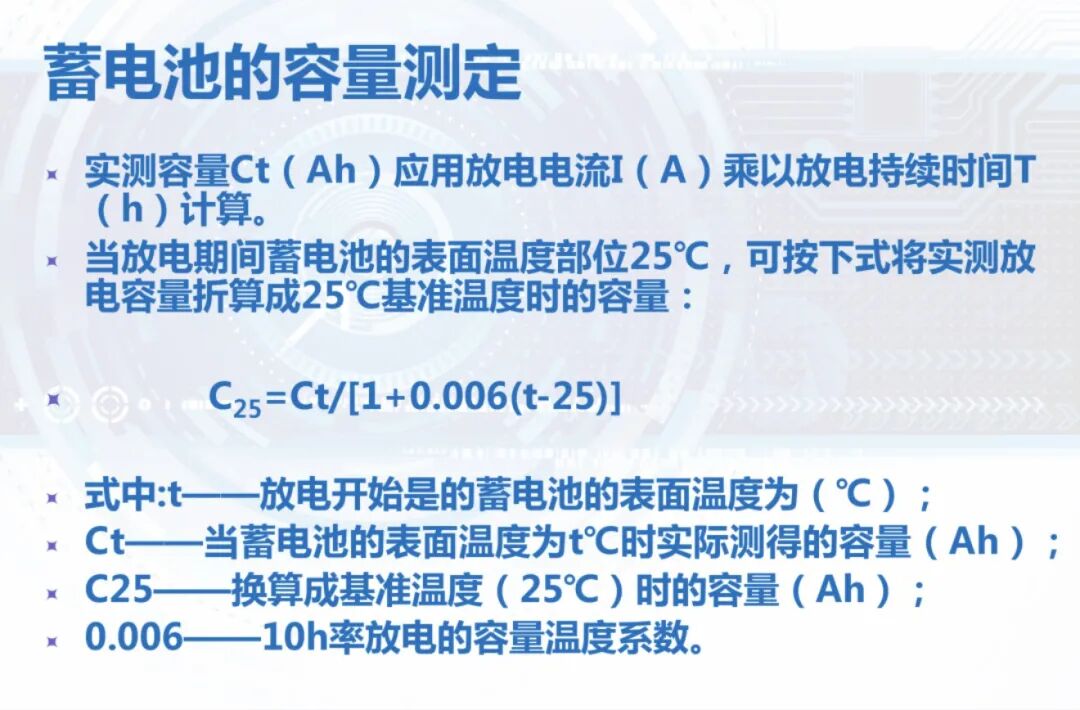 蓄电池的容量测定
实测容量Ct（Ah）应用放电电流I（A）乘以放电持续时间T
（h）计算。
当放电期间蓄电池的表面温度部位25℃，可按下式将实测放
电容量折算成25℃基准温度时的容量：
C₂₅=Ct/[1+0.006(t-25)]
式中:t——放电开始是的蓄电池的表面温度为（℃）；
Ct——当蓄电池的表面温度为t℃时实际测得的容量（Ah）；
C25——换算成基准温度（25℃）时的容量（Ah）；
0.006——10h率放电的容量温度系数。